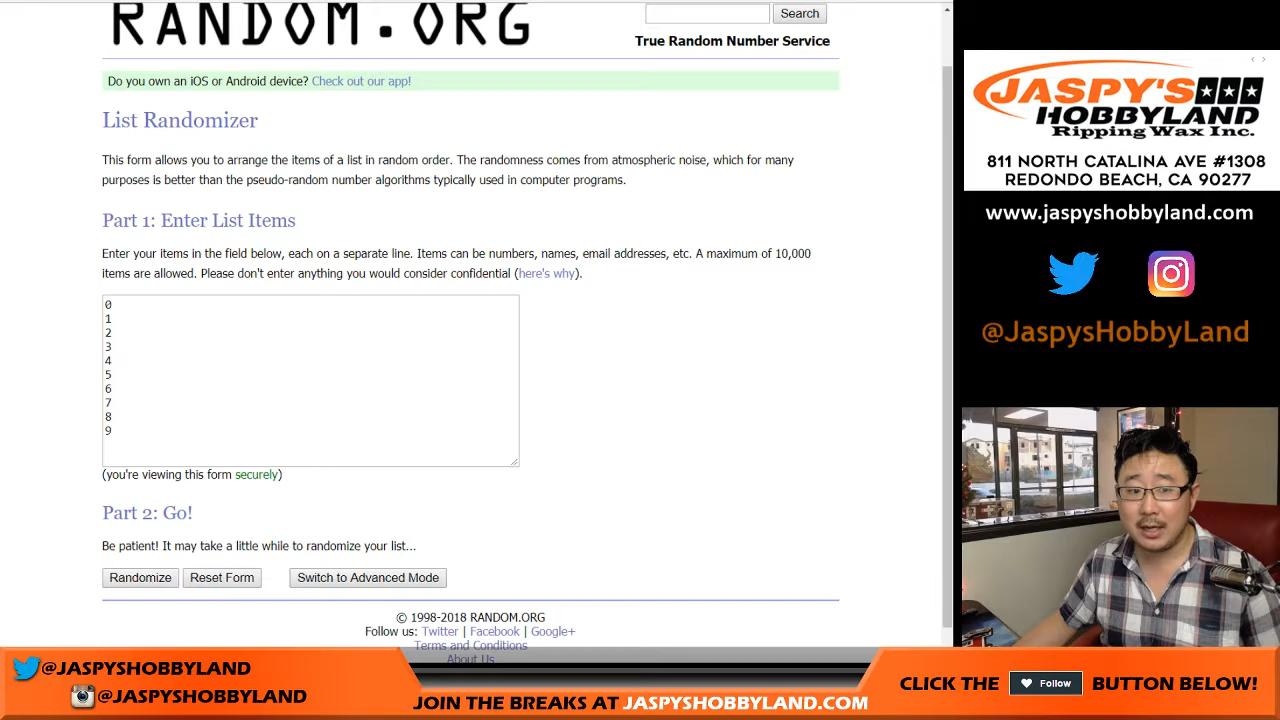 RANDOM.ORG
Search
True Random Number Service
Do you own an iOS or Android device? Check out our app!
List Randomizer
This form allows you to arrange the items of a list in random order. The randomness comes from atmospheric noise, which for many
purposes is better than the pseudo-random number algorithms typically used in computer programs.
Part 1: Enter List Items
Enter your items in the field below, each on a separate line. Items can be numbers, names, email addresses, etc. A maximum of 10,000
items are allowed. Please don't enter anything you would consider confidential (here's why).
0
1
2
3
4
5
6
7
8
9
(you're viewing this form securely)
Part 2: Go!
Be patient! It may take a little while to randomize your list...
Randomize
Reset Form
Switch to Advanced Mode
© 1998-2018 RANDOM.ORG
Follow us: Twitter | Facebook | Google+
Terms and Conditions
About Us
JASPY'S
HOBBYLAND
Ripping Wax Inc.
811 NORTH CATALINA AVE #1308
REDONDO BEACH, CA 90277
www.jaspyshobbyland.com
@JaspysHobbyLand
@JASPYSHOBBYLAND
@JASPYSHOBBYLAND
JOIN THE BREAKS AT JASPYSHOBBYLAND.COM
CLICK THE Follow BUTTON BELOW!